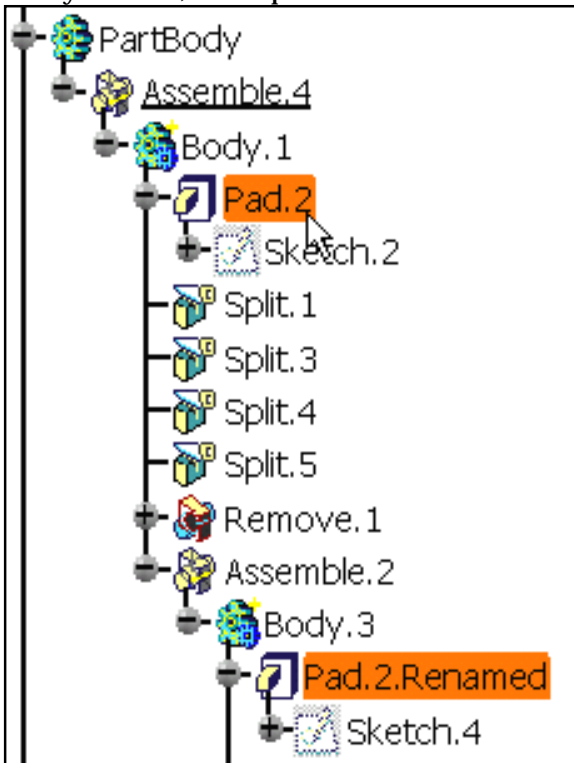 PartBody
Assemble.4
Body.1
Pad.2
Sketch.2
Split.1
Split.3
Split.4
Split.5
Remove.1
Assemble.2
Body.3
Pad.2.Renamed
Sketch.4